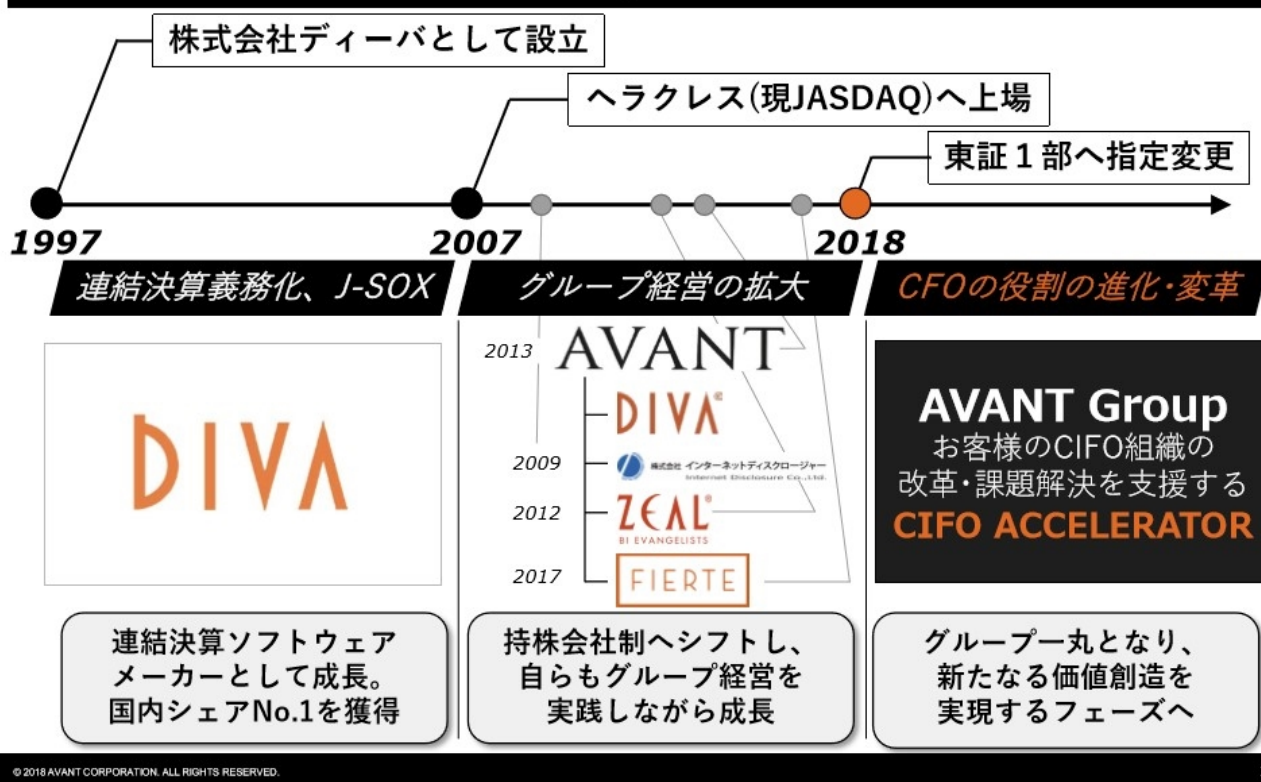 株式会社ディーバとして設立
ヘラクレス(現JASDAQ)へ上場
東証１部へ指定変更
1997
2007
2018
連結決算義務化、J-SOX
グループ経営の拡大
CFOの役割の進化・変革
DIVA
2013
AVANT
DIVA
2009
株式会社 インターネットディスクロージャー
Internet Disclosure Co.,Ltd.
2012
ZEAL®
BI EVANGELISTS
2017
FIERTE
AVANT Group
お客様のCIFO組織の
改革・課題解決を支援する
CIFO ACCELERATOR
連結決算ソフトウェア
メーカーとして成長。
国内シェアNo.1を獲得
持株会社制へシフトし、
自らもグループ経営を
実践しながら成長
グループ一丸となり、
新たなる価値創造を
実現するフェーズへ
© 2018 AVANT CORPORATION. ALL RIGHTS RESERVED.